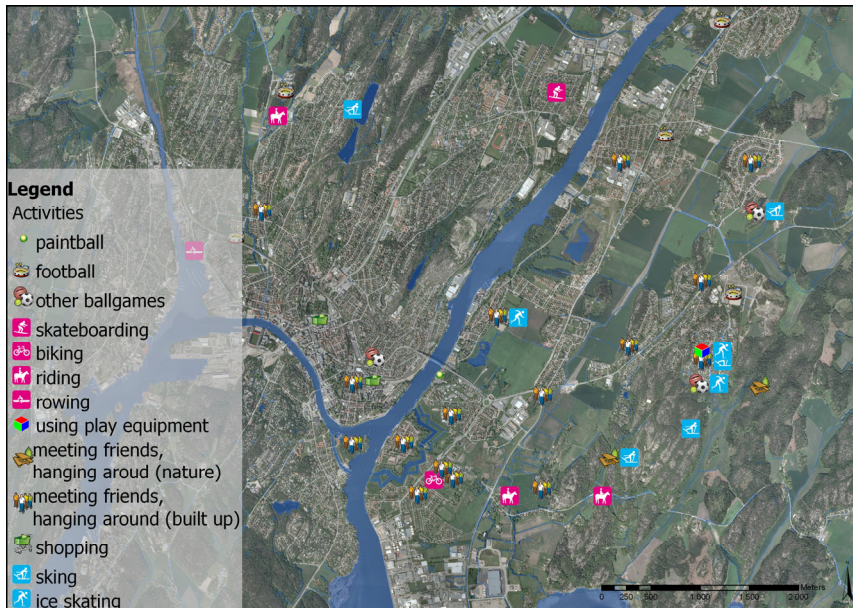 Legend
Activities
paintball
football
other ballgames
skateboarding
biking
riding
rowing
using play equipment
meeting friends,
hanging aroud (nature)
meeting friends,
hanging around (built up)
shopping
sking
ice skating
Meters
0 250 500 1 000 1 500 2 000